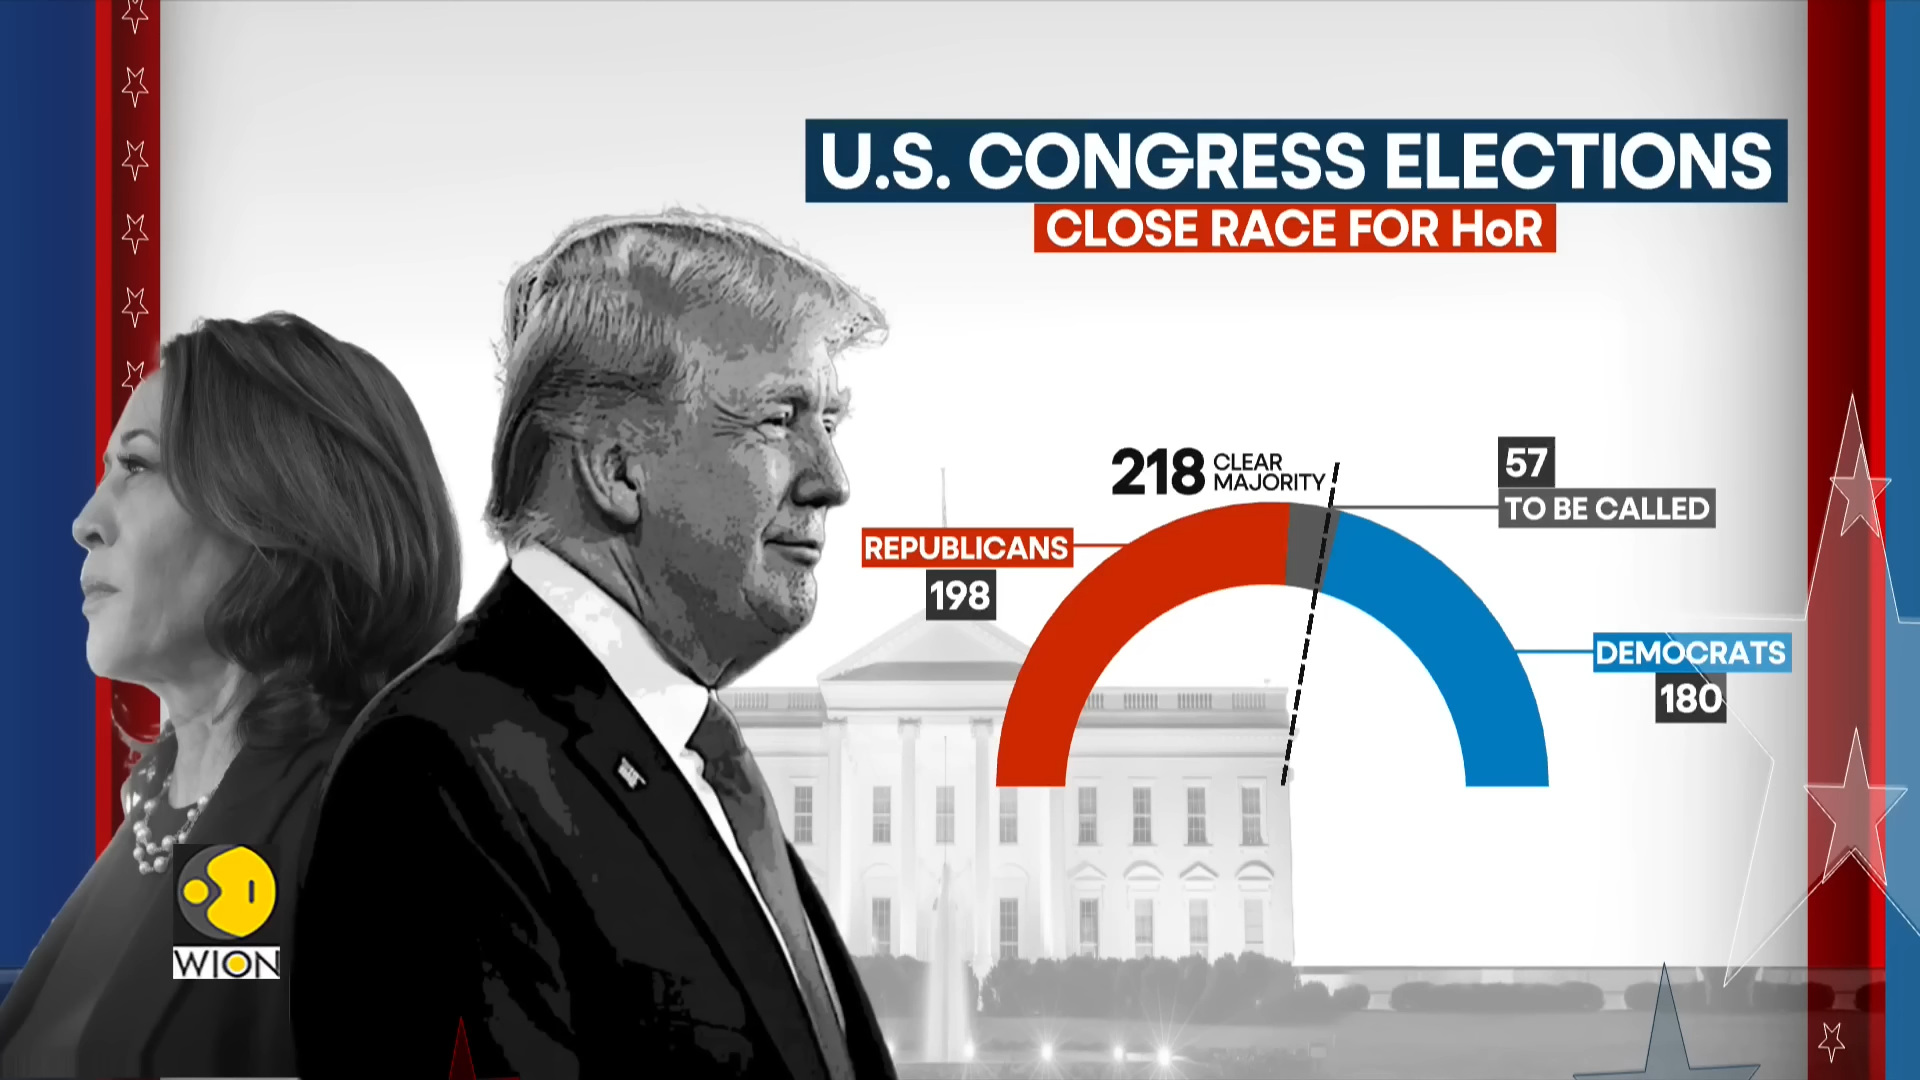 U.S. CONGRESS ELECTIONS
CLOSE RACE FOR HoR
218 CLEAR MAJORITY
57
TO BE CALLED
REPUBLICANS
198
DEMOCRATS
180
WION